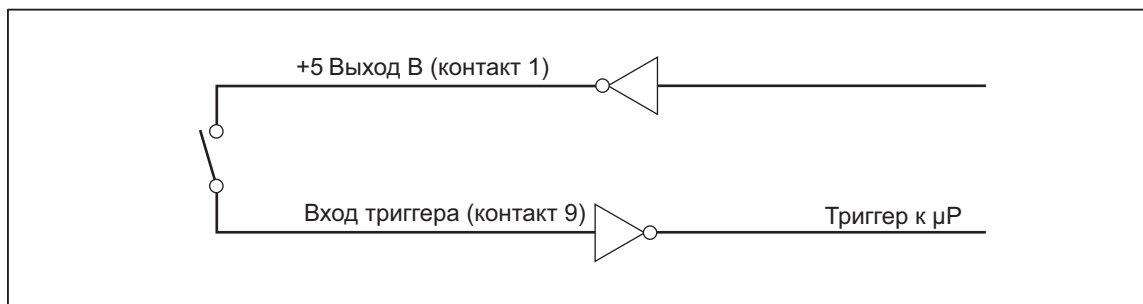 +5 Выход В (контакт 1)
Вход триггера (контакт 9)
Триггер к µP